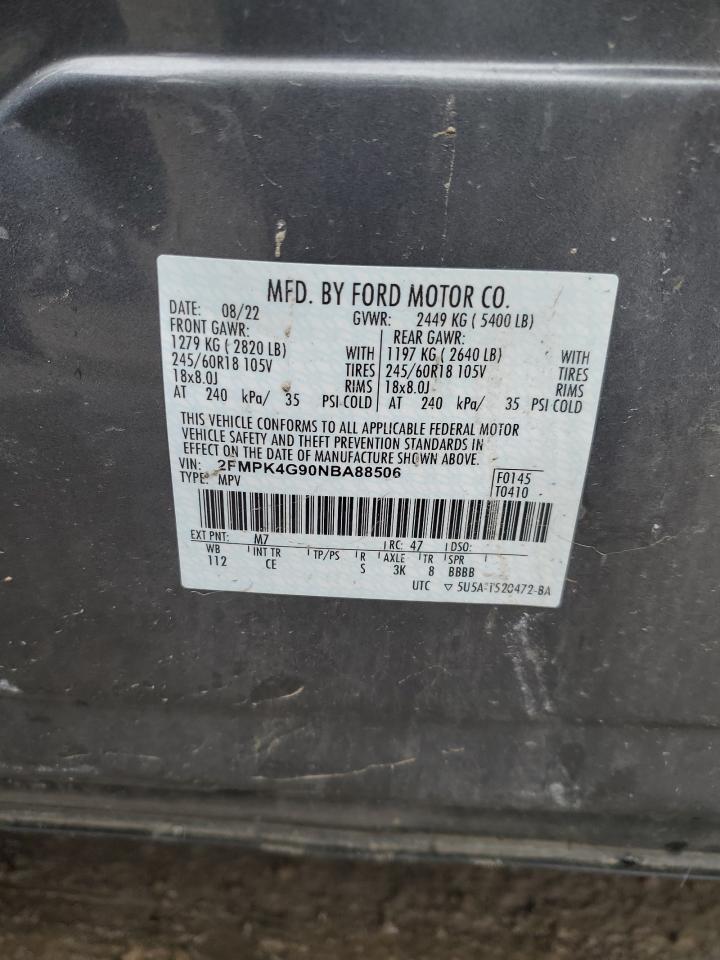 MFD. BY FORD MOTOR CO.
DATE: 08/22 GVWR: 2449 KG ( 5400 LB)
FRONT GAWR: REAR GAWR:
1279 KG ( 2820 LB) WITH 1197 KG ( 2640 LB) WITH
245/60R18 105V TIRES 245/60R18 105V TIRES
18x8.0J RIMS 18x8.0J RIMS
AT 240 kPa/ 35 PSI COLD AT 240 kPa/ 35 PSI COLD
THIS VEHICLE CONFORMS TO ALL APPLICABLE FEDERAL MOTOR
VEHICLE SAFETY AND THEFT PREVENTION STANDARDS IN
EFFECT ON THE DATE OF MANUFACTURE SHOWN ABOVE.
VIN: 2FMPK4G90NBA88506 F0145
TYPE: MPV T0410
EXT PNT: M7 RC: 47 DSO:
WB INT TR TP/PS R AXLE TR SPR
112 CE S 3K 8 BBBB
UTC ▽ 5U5A-1520472-BA